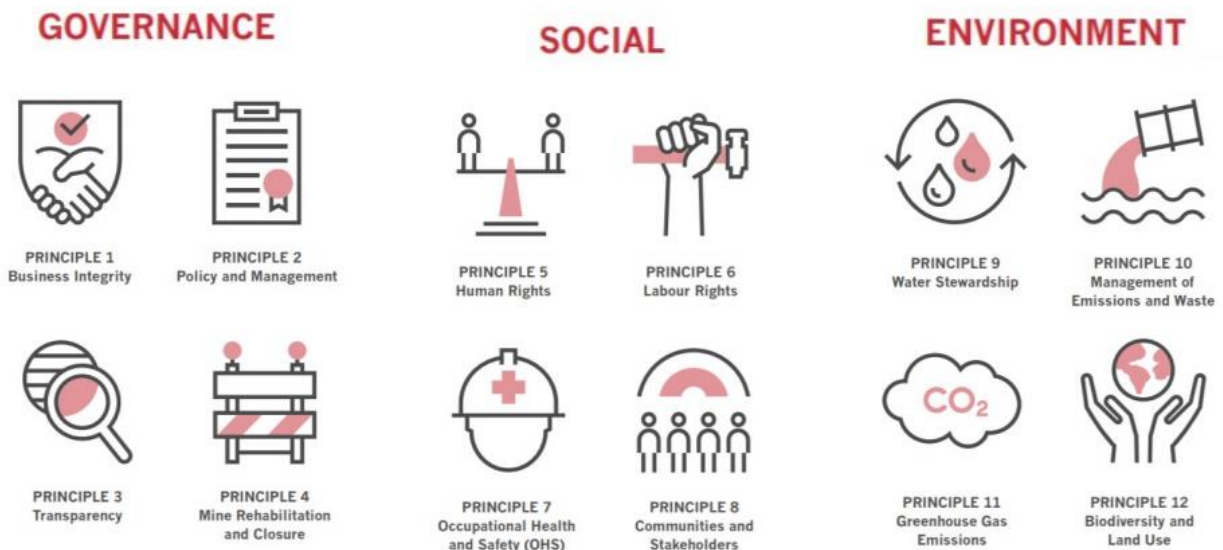 GOVERNANCE
PRINCIPLE 1
Business Integrity
PRINCIPLE 2
Policy and Management
PRINCIPLE 3
Transparency
PRINCIPLE 4
Mine Rehabilitation
and Closure
SOCIAL
PRINCIPLE 5
Human Rights
PRINCIPLE 6
Labour Rights
PRINCIPLE 7
Occupational Health
and Safety (OHS)
PRINCIPLE 8
Communities and
Stakeholders
ENVIRONMENT
PRINCIPLE 9
Water Stewardship
PRINCIPLE 10
Management of
Emissions and Waste
CO₂
PRINCIPLE 11
Greenhouse Gas
Emissions
PRINCIPLE 12
Biodiversity and
Land Use